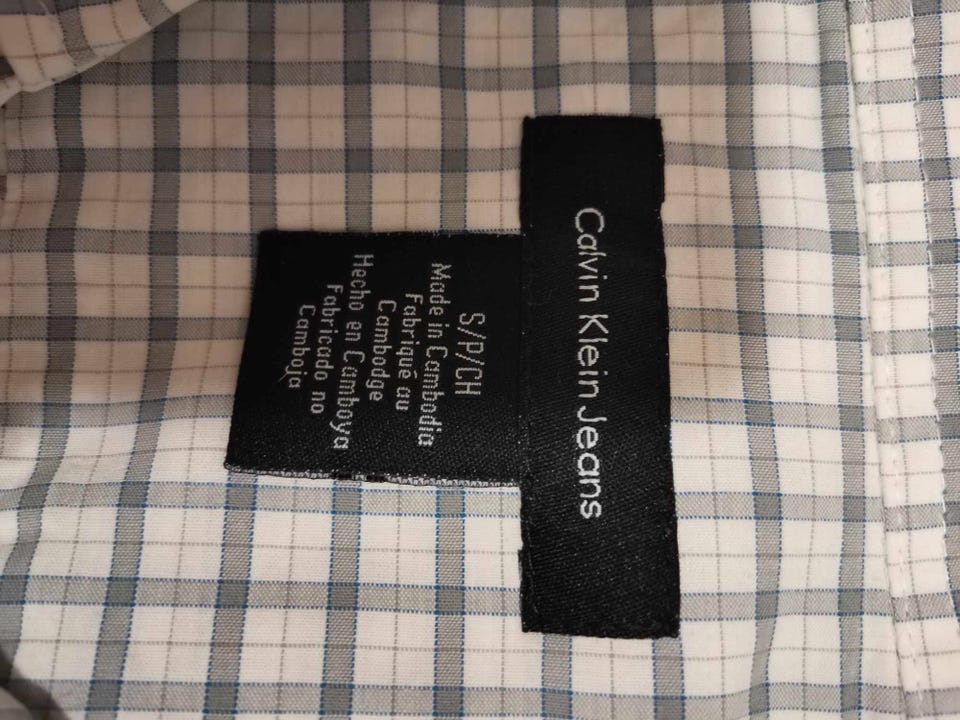 Calvin Klein Jeans
S/P/CH
Made in Cambodia
Fabriqué au
Cambodge
Hecho en Camboya
Fabricado no
Camboja